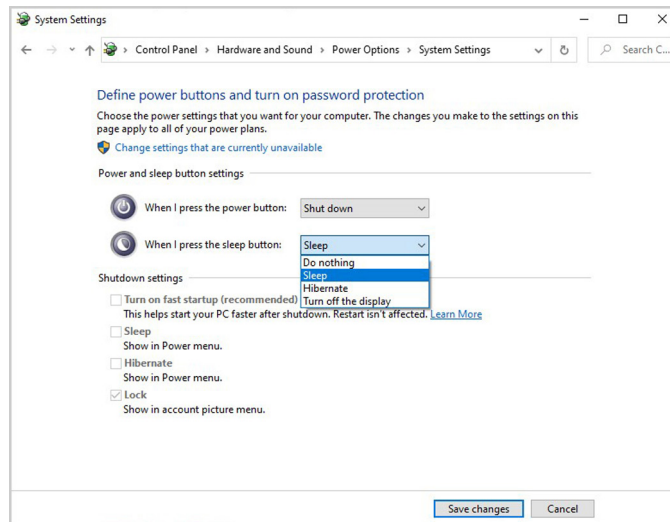 System Settings
Control Panel > Hardware and Sound > Power Options > System Settings
Search C...
Define power buttons and turn on password protection
Choose the power settings that you want for your computer. The changes you make to the settings on this
page apply to all of your power plans.
Change settings that are currently unavailable
Power and sleep button settings
When I press the power button: Shut down
When I press the sleep button: Sleep
Do nothing
Sleep
Hibernate
Turn off the display
Shutdown settings
Turn on fast startup (recommended)
This helps start your PC faster after shutdown. Restart isn't affected. Learn More
Sleep
Show in Power menu.
Hibernate
Show in Power menu.
Lock
Show in account picture menu.
Save changes Cancel